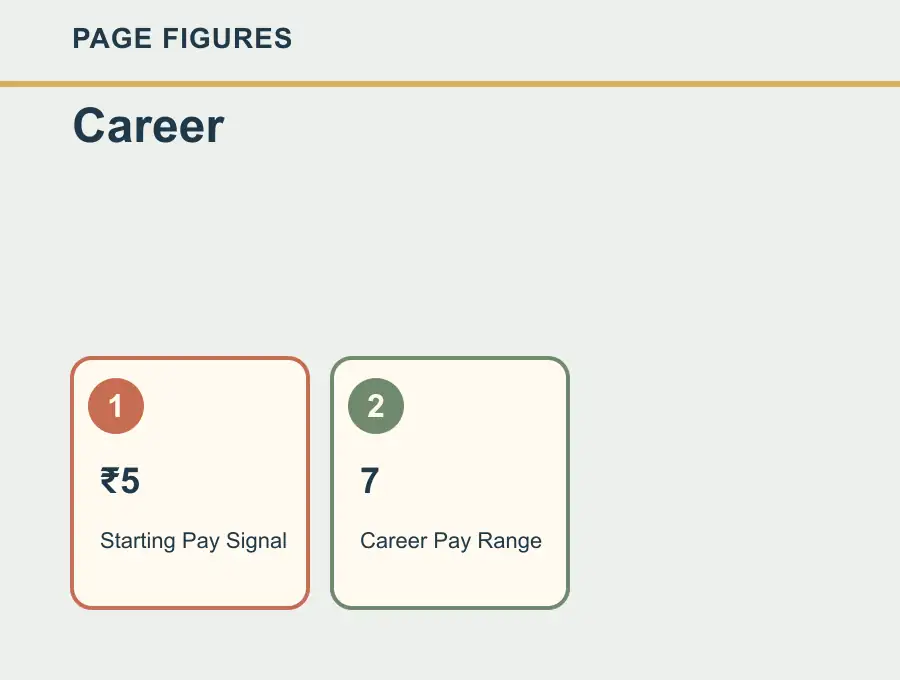 PAGE FIGURES
Career
1
₹5
Starting Pay Signal
2
7
Career Pay Range